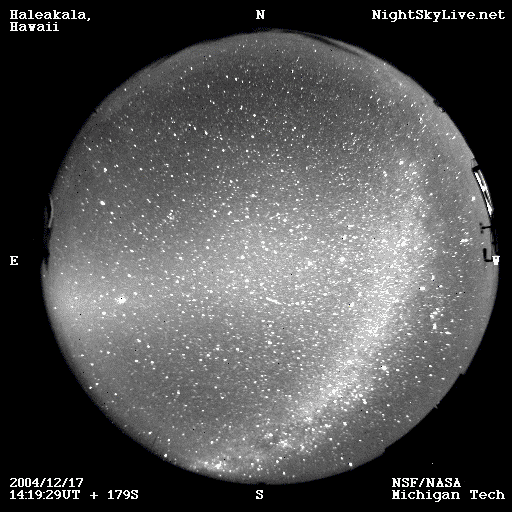 Haleakala,
Hawaii
N
NightSkyLive.net
E
W
2004/12/17
14:19:29UT + 179S
S
NSF/NASA
Michigan Tech